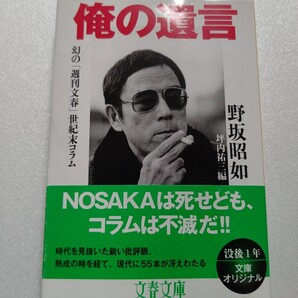 俺の遺言
幻の「週刊文春」世紀末コラム
野坂昭如
坪内祐三編
NOSAKAは死せども、
コラムは不滅だ!!
時代を見抜いた鋭い批評眼。
熟成の時を経て、現代に55本が冴えわたる
没後1年
文庫
オリジナル
文春文庫